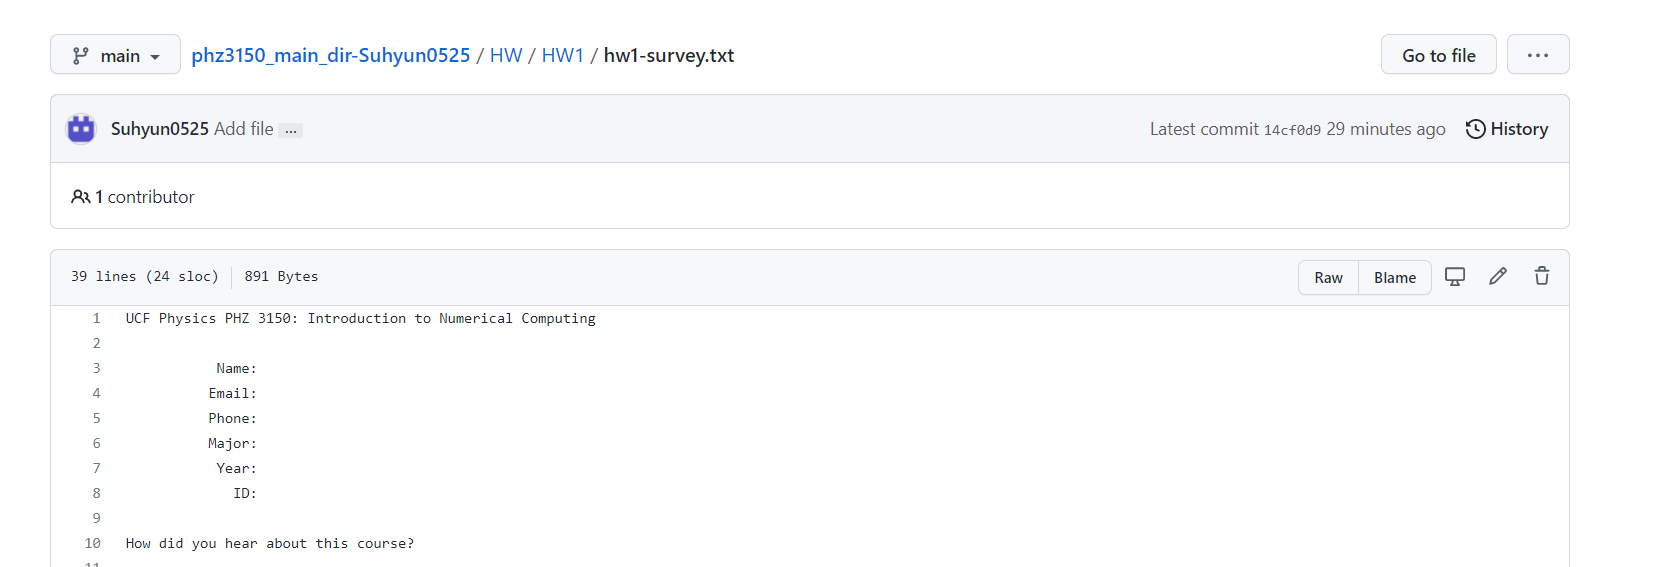 main phz3150_main_dir-Suhyun0525 / HW / HW1 / hw1-survey.txt Go to file ...
Suhyun0525 Add file ... Latest commit 14cf0d9 29 minutes ago History
1 contributor
39 lines (24 sloc) 891 Bytes Raw Blame
1 UCF Physics PHZ 3150: Introduction to Numerical Computing
2
3 Name:
4 Email:
5 Phone:
6 Major:
7 Year:
8 ID:
9
10 How did you hear about this course?
11